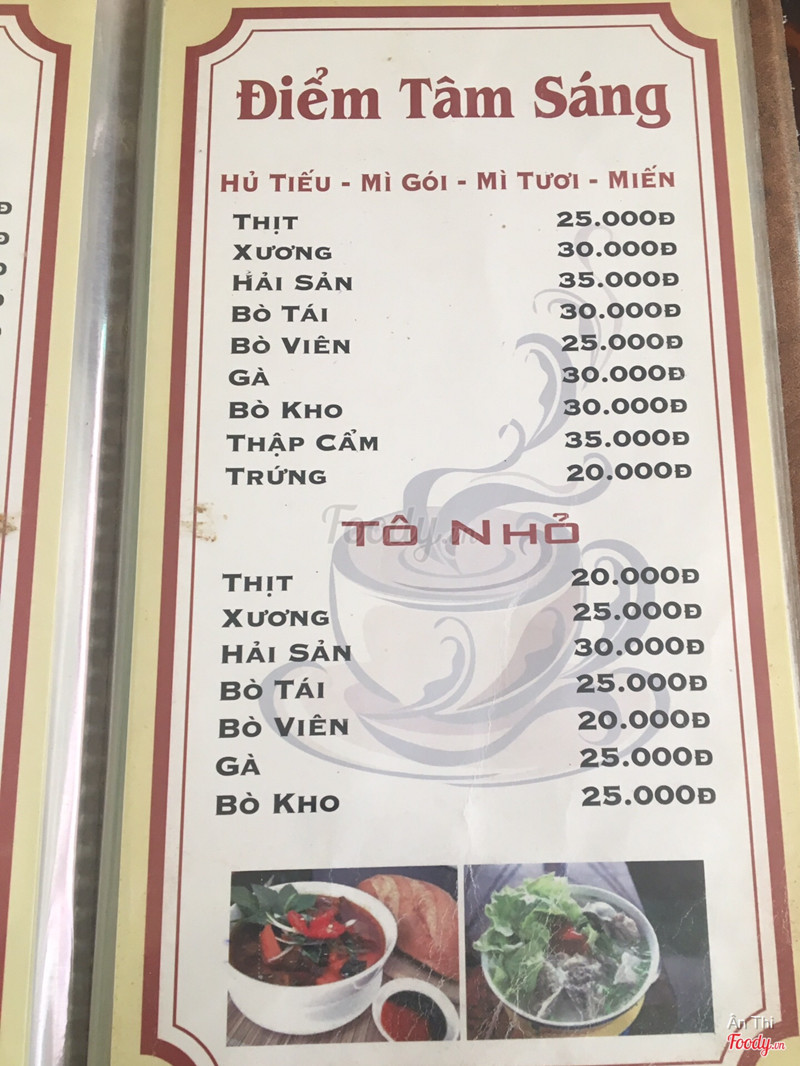 Điểm Tâm Sáng
HỦ TIẾU - MÌ GÓI - MÌ TƯƠI - MIẾN
THỊT 25.000Đ
XƯƠNG 30.000Đ
HẢI SẢN 35.000Đ
BÒ TÁI 30.000Đ
BÒ VIÊN 25.000Đ
GÀ 30.000Đ
BÒ KHO 30.000Đ
THẬP CẨM 35.000Đ
TRỨNG 20.000Đ
Foody.vn
TÔ NHỎ
THỊT 20.000Đ
XƯƠNG 25.000Đ
HẢI SẢN 30.000Đ
BÒ TÁI 25.000Đ
BÒ VIÊN 20.000Đ
GÀ 25.000Đ
BÒ KHO 25.000Đ
Ân Thi
Foody.vn